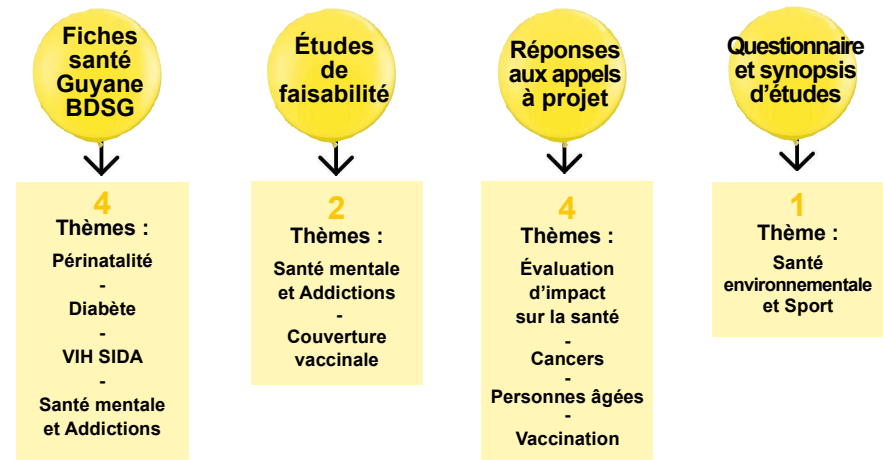 Fiches
santé
Guyane
BDSG
4
Thèmes :
Périnatalité
-
Diabète
-
VIH SIDA
-
Santé mentale
et Addictions
Études
de
faisabilité
2
Thèmes :
Santé mentale
et Addictions
-
Couverture
vaccinale
Réponses
aux appels
à projet
4
Thèmes :
Évaluation
d’impact
sur la santé
-
Cancers
-
Personnes âgées
-
Vaccination
Questionnaire
et synopsis
d’études
1
Thème :
Santé
environnementale
et Sport